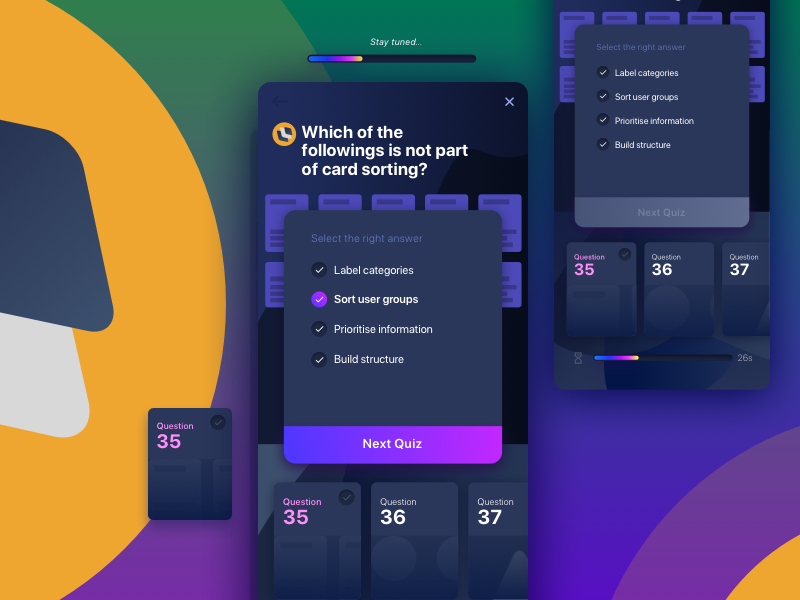 Stay tuned...
Which of the
followings is not part
of card sorting?
Select the right answer
Label categories
Sort user groups
Prioritise information
Build structure
Next Quiz
Question
35
Question
36
Question
37
Question
35
Select the right answer
Label categories
Sort user groups
Prioritise information
Build structure
Next Quiz
Question
35
Question
36
Question
37
26s